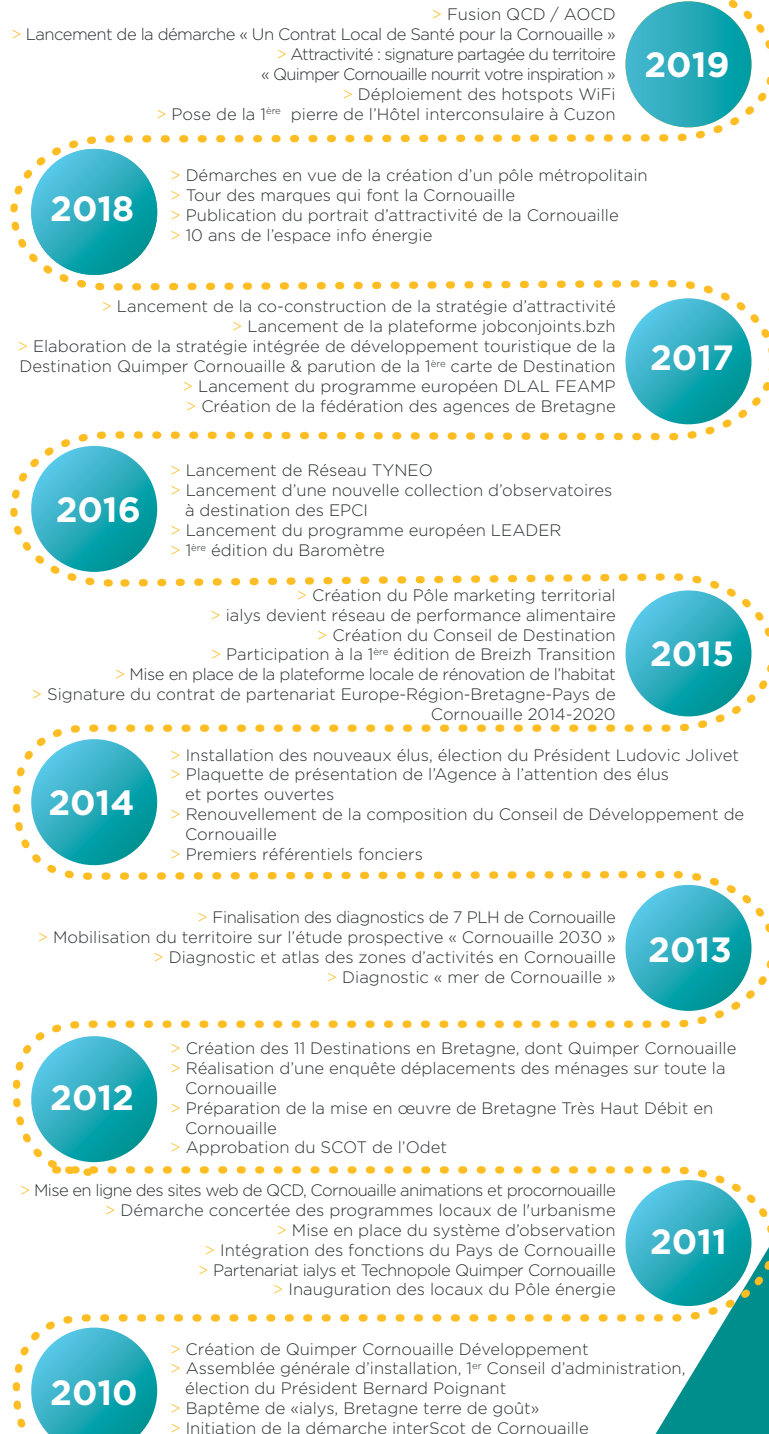 > Fusion QCD / AOCD
> Lancement de la démarche « Un Contrat Local de Santé pour la Cornouaille »
> Attractivité : signature partagée du territoire
« Quimper Cornouaille nourrit votre inspiration »
> Déploiement des hotspots WiFi
> Pose de la 1ère pierre de l’Hôtel interconsulaire à Cuzon
2019
2018
> Démarches en vue de la création d’un pôle métropolitain
> Tour des marques qui font la Cornouaille
> Publication du portrait d’attractivité de la Cornouaille
> 10 ans de l’espace info énergie
> Lancement de la co-construction de la stratégie d’attractivité
> Lancement de la plateforme jobconjoints.bzh
> Elaboration de la stratégie intégrée de développement touristique de la
Destination Quimper Cornouaille & parution de la 1ère carte de Destination
> Lancement du programme européen DLAL FEAMP
> Création de la fédération des agences de Bretagne
2017
2016
> Lancement de Réseau TYNEO
> Lancement d’une nouvelle collection d’observatoires
à destination des EPCI
> Lancement du programme européen LEADER
> 1ère édition du Baromètre
> Création du Pôle marketing territorial
> ialys devient réseau de performance alimentaire
> Création du Conseil de Destination
> Participation à la 1ère édition de Breizh Transition
> Mise en place de la plateforme locale de rénovation de l’habitat
> Signature du contrat de partenariat Europe-Région-Bretagne-Pays de
Cornouaille 2014-2020
2015
2014
> Installation des nouveaux élus, élection du Président Ludovic Jolivet
> Plaquette de présentation de l’Agence à l’attention des élus
et portes ouvertes
> Renouvellement de la composition du Conseil de Développement de
Cornouaille
> Premiers référentiels fonciers
> Finalisation des diagnostics de 7 PLH de Cornouaille
> Mobilisation du territoire sur l’étude prospective « Cornouaille 2030 »
> Diagnostic et atlas des zones d’activités en Cornouaille
> Diagnostic « mer de Cornouaille »
2013
2012
> Création des 11 Destinations en Bretagne, dont Quimper Cornouaille
> Réalisation d’une enquête déplacements des ménages sur toute la
Cornouaille
> Préparation de la mise en œuvre de Bretagne Très Haut Débit en
Cornouaille
> Approbation du SCOT de l’Odet
> Mise en ligne des sites web de QCD, Cornouaille animations et procornouaille
> Démarche concertée des programmes locaux de l'urbanisme
> Mise en place du système d’observation
> Intégration des fonctions du Pays de Cornouaille
> Partenariat ialys et Technopole Quimper Cornouaille
> Inauguration des locaux du Pôle énergie
2011
2010
> Création de Quimper Cornouaille Développement
> Assemblée générale d’installation, 1er Conseil d’administration,
élection du Président Bernard Poignant
> Baptême de «ialys, Bretagne terre de goût»
> Initiation de la démarche interScot de Cornouaille